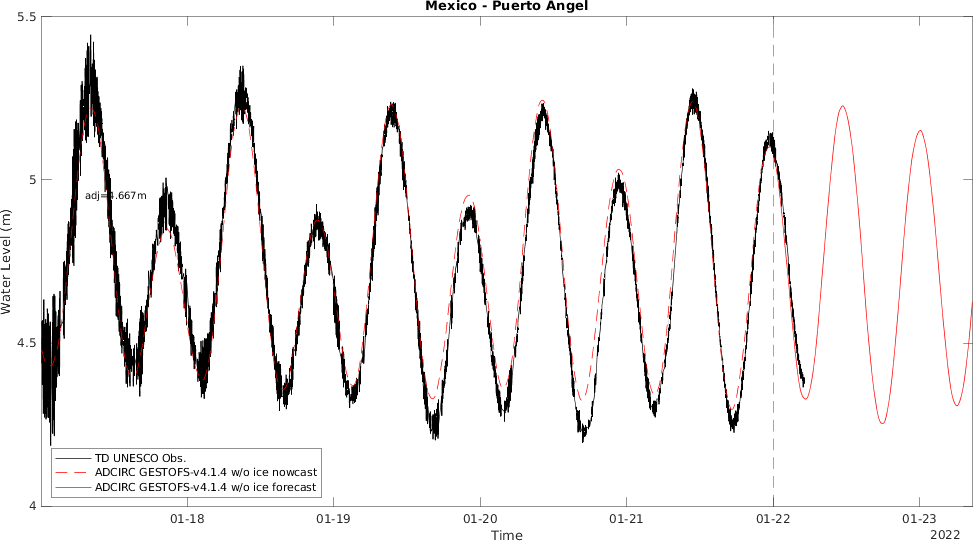 Mexico - Puerto Angel
5.5
5
4.5
4
Water Level (m)
adj=4.667m
TD UNESCO Obs.
ADCIRC GESTOFS-v4.1.4 w/o ice nowcast
ADCIRC GESTOFS-v4.1.4 w/o ice forecast
01-18 01-19 01-20 01-21 01-22 01-23
Time
2022